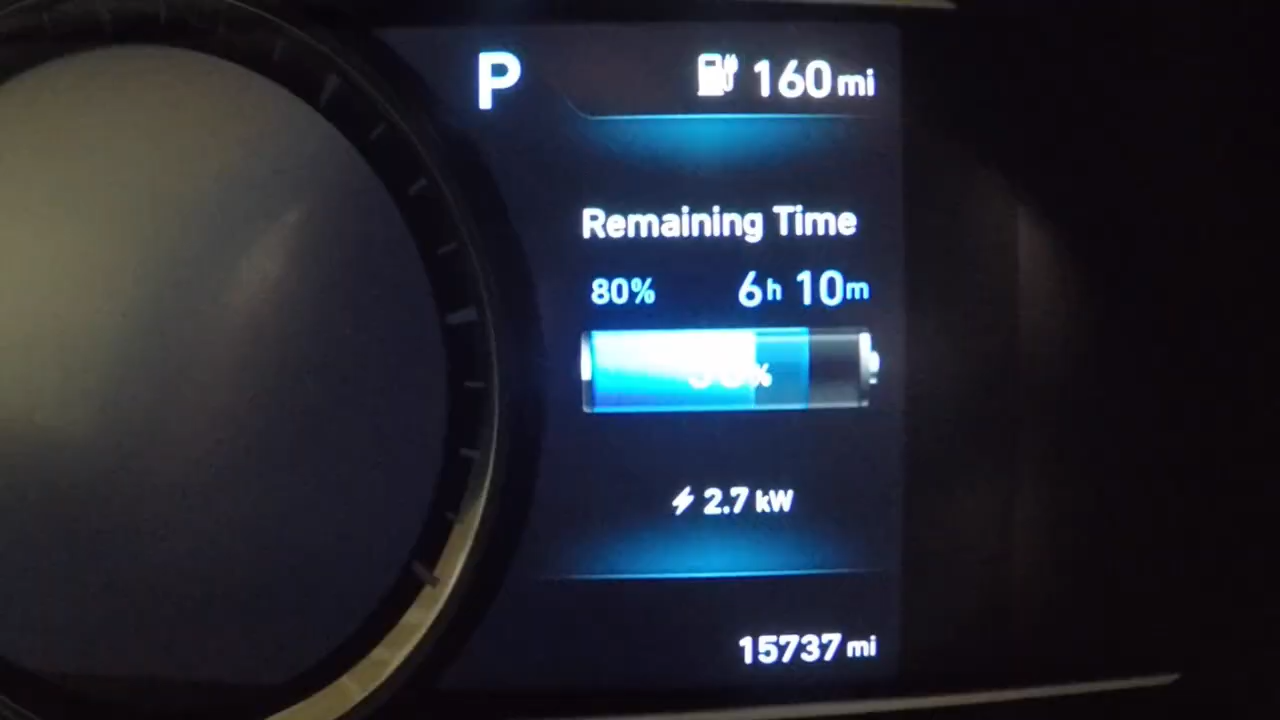 P
160 mi
Remaining Time
80% 6h 10m
%
2.7 kW
15737 mi